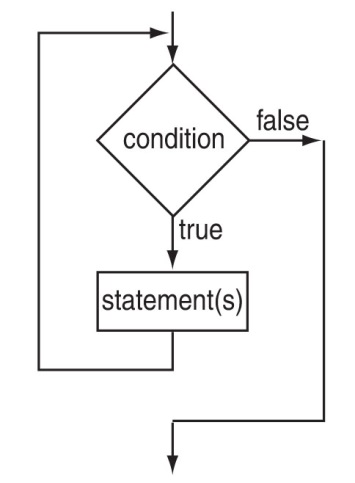 false
condition
true
statement(s)